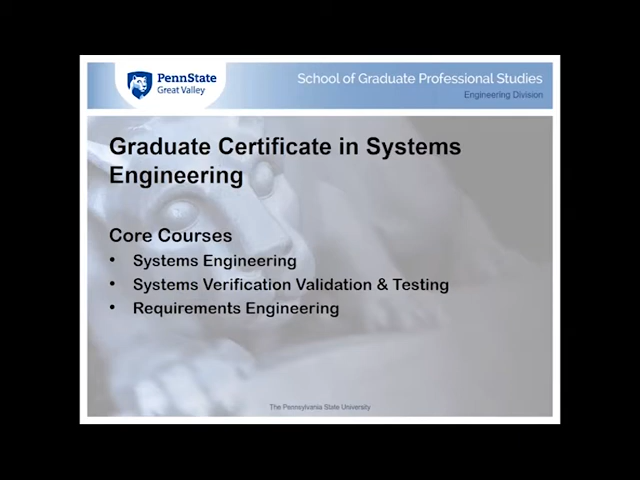 PennState
Great Valley
School of Graduate Professional Studies
Engineering Division
Graduate Certificate in Systems
Engineering
Core Courses
• Systems Engineering
• Systems Verification Validation & Testing
• Requirements Engineering
The Pennsylvania State University